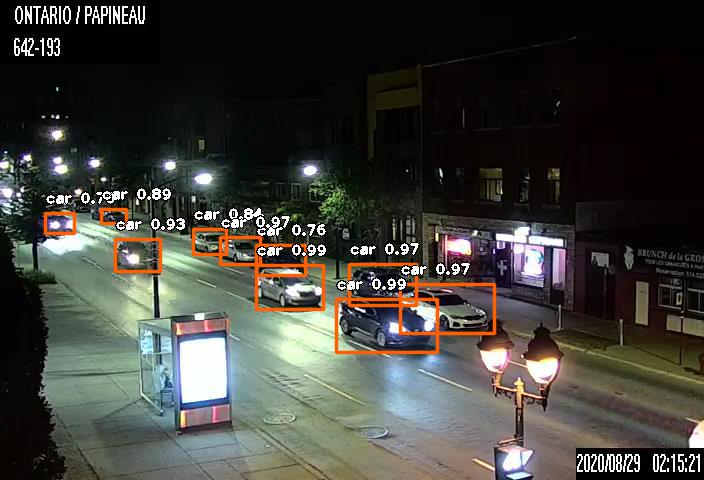 ONTARIO / PAPINEAU
642-193
car 0.7
car 0.89
car 0.93
car 0.84
car 0.97
car 0.76
car 0.99
car 0.97
car 0.97
car 0.99
BRUNCH de la GROS
2020/08/29 02:15:21